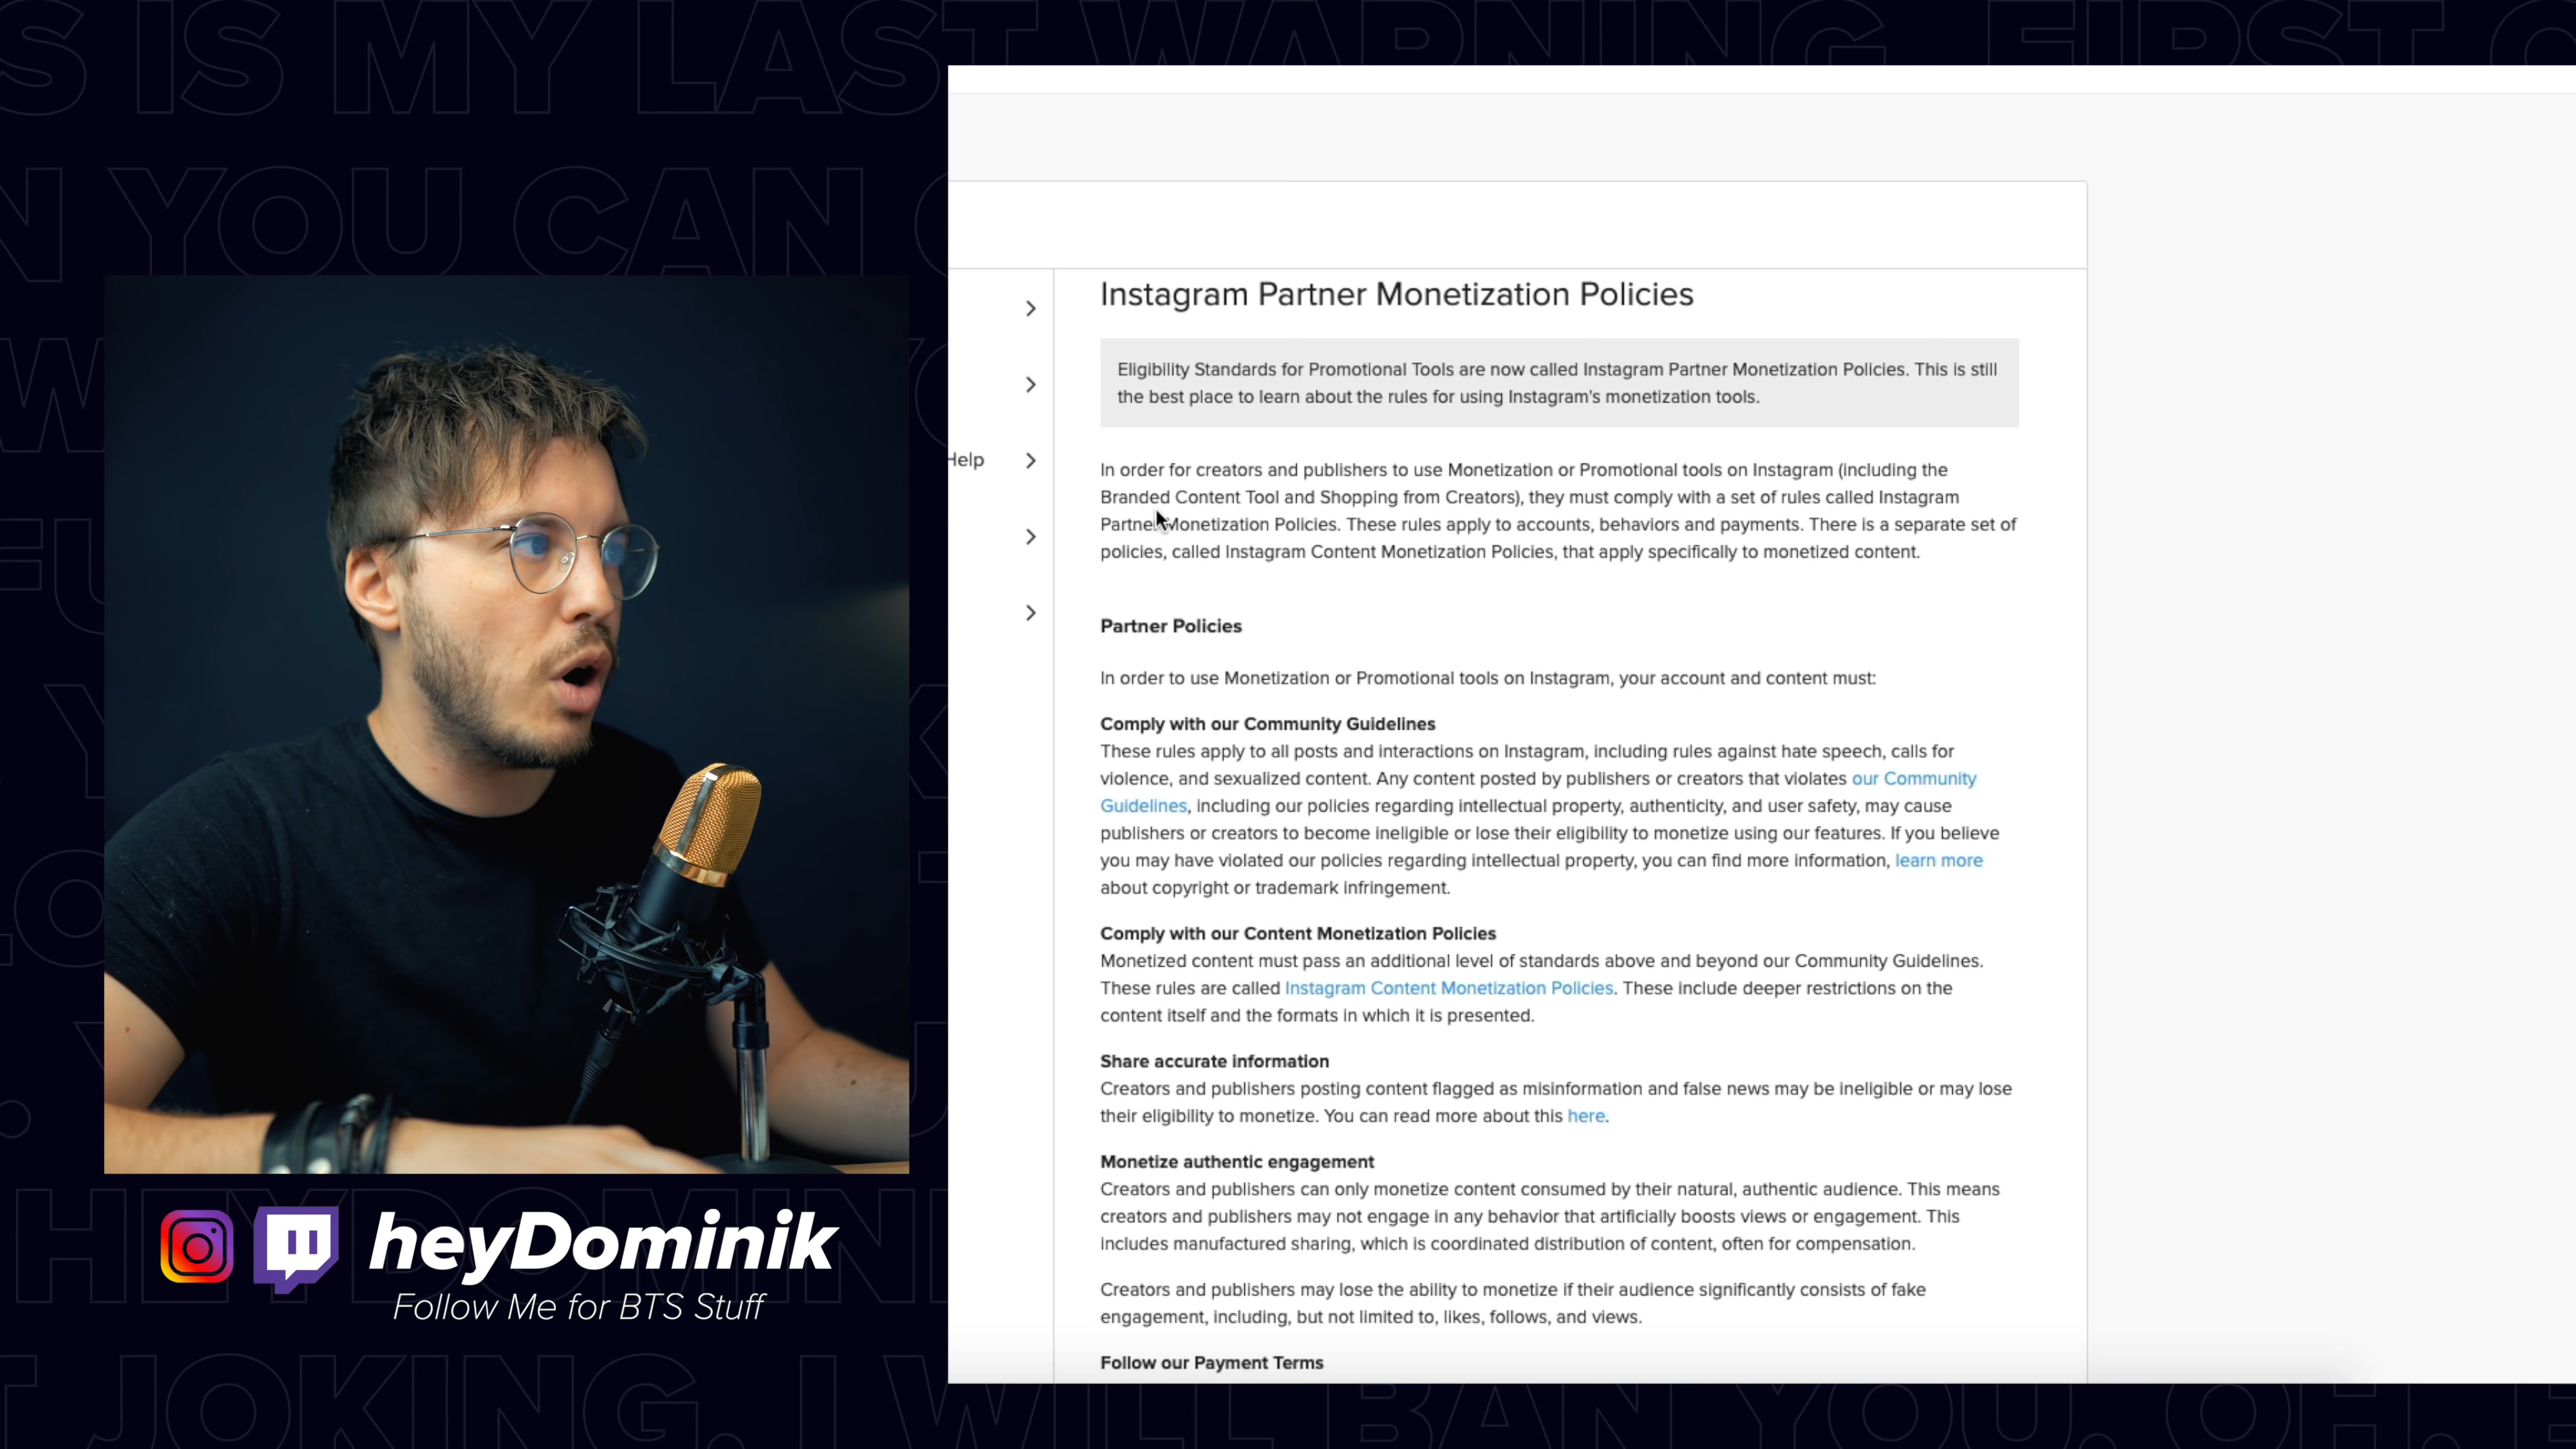 S IS MY LAST WARNING. FIRST O
N YOU CAN
Instagram Partner Monetization Policies
Eligibility Standards for Promotional Tools are now called Instagram Partner Monetization Policies. This is still
the best place to learn about the rules for using Instagram's monetization tools.
Help
In order for creators and publishers to use Monetization or Promotional tools on Instagram (including the
Branded Content Tool and Shopping from Creators), they must comply with a set of rules called Instagram
Partner Monetization Policies. These rules apply to accounts, behaviors and payments. There is a separate set of
policies, called Instagram Content Monetization Policies, that apply specifically to monetized content.
Partner Policies
In order to use Monetization or Promotional tools on Instagram, your account and content must:
Comply with our Community Guidelines
These rules apply to all posts and interactions on Instagram, including rules against hate speech, calls for
violence, and sexualized content. Any content posted by publishers or creators that violates our Community
Guidelines, including our policies regarding intellectual property, authenticity, and user safety, may cause
publishers or creators to become ineligible or lose their eligibility to monetize using our features. If you believe
you may have violated our policies regarding intellectual property, you can find more information, learn more
about copyright or trademark infringement.
Comply with our Content Monetization Policies
Monetized content must pass an additional level of standards above and beyond our Community Guidelines.
These rules are called Instagram Content Monetization Policies. These include deeper restrictions on the
content itself and the formats in which it is presented.
Share accurate information
Creators and publishers posting content flagged as misinformation and false news may be ineligible or may lose
their eligibility to monetize. You can read more about this here.
Monetize authentic engagement
Creators and publishers can only monetize content consumed by their natural, authentic audience. This means
creators and publishers may not engage in any behavior that artificially boosts views or engagement. This
includes manufactured sharing, which is coordinated distribution of content, often for compensation.
Creators and publishers may lose the ability to monetize if their audience significantly consists of fake
engagement, including, but not limited to, likes, follows, and views.
Follow our Payment Terms
heyDominik
Follow Me for BTS Stuff
HEYDOMINI
T JOKING. I WILL BAN YOU. OH. E